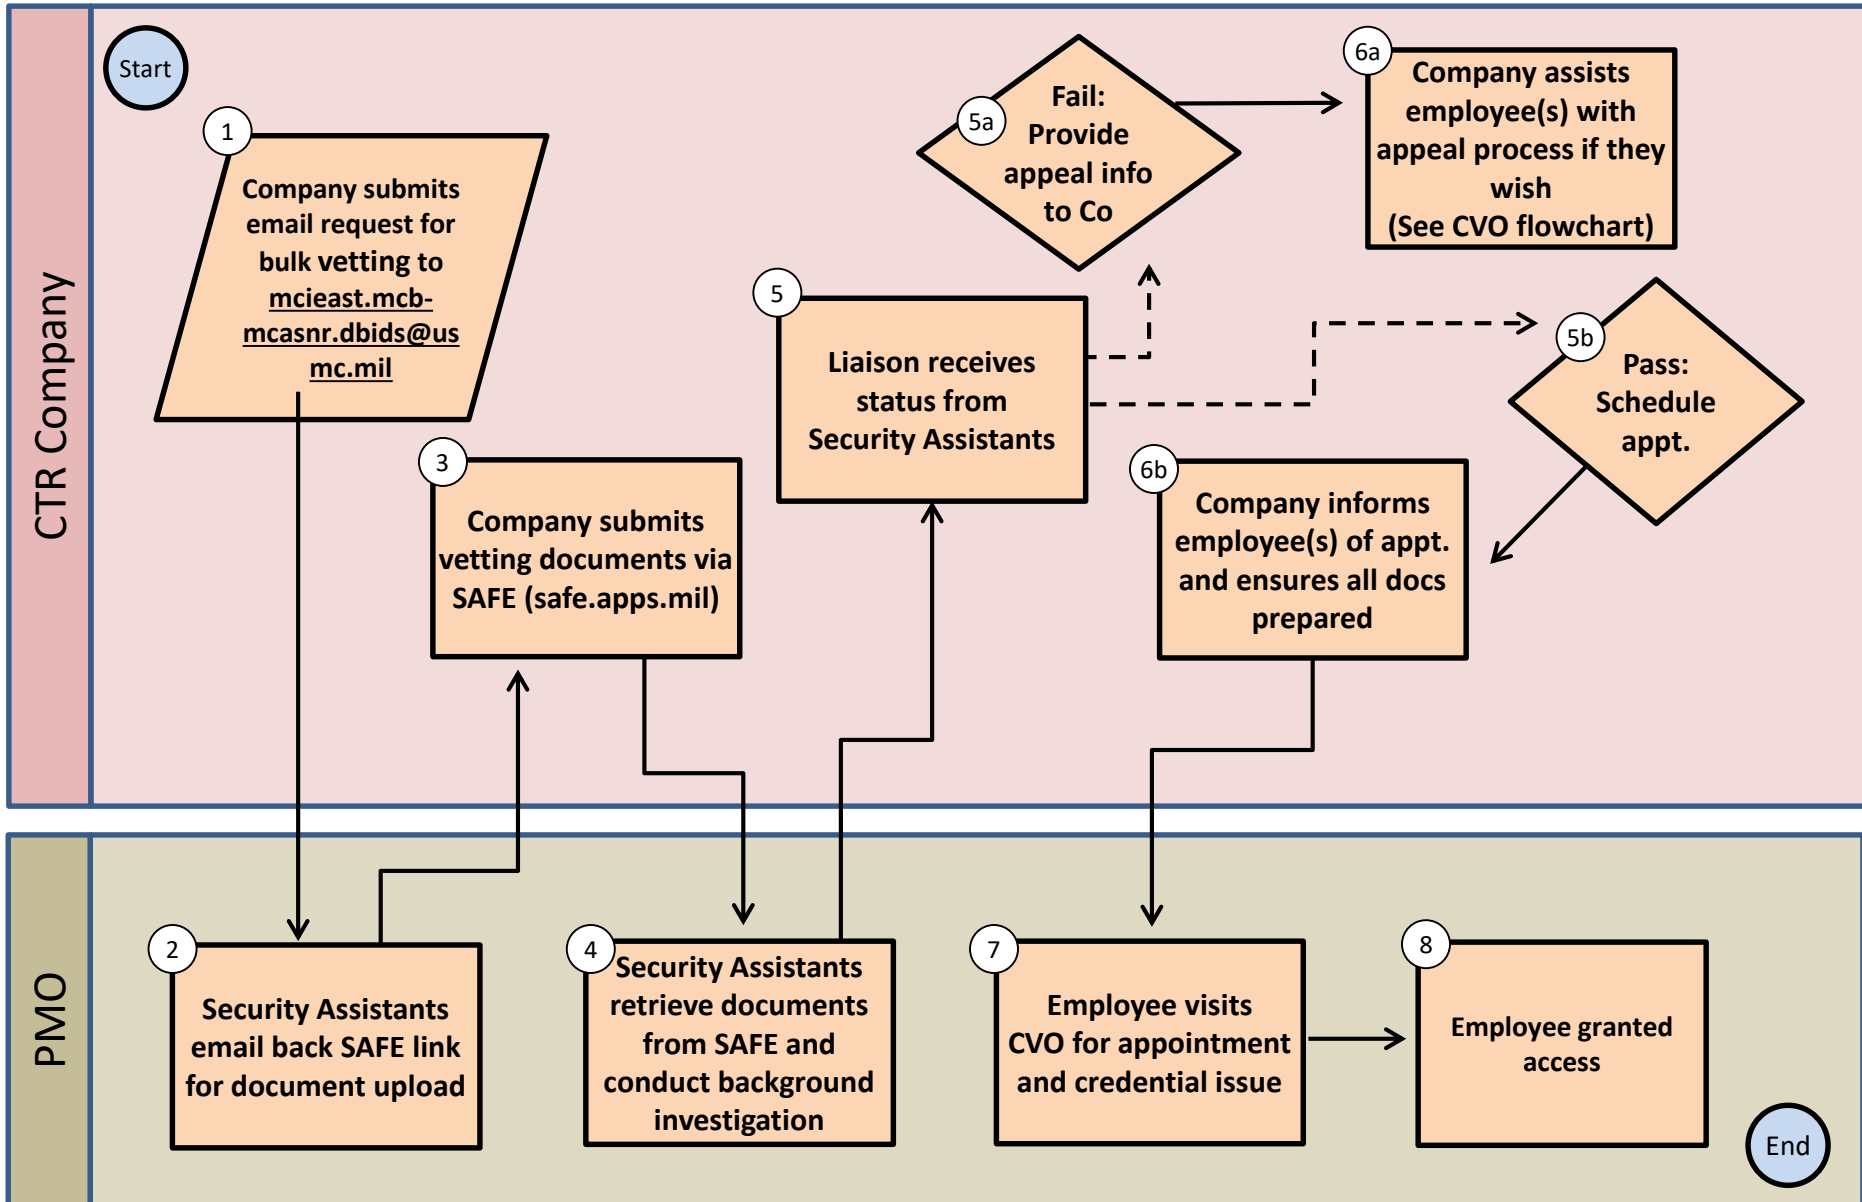 CTR Company
Start
1
Company submits
email request for
bulk vetting to
mcieast.mcb-
mcasnr.dbids@us
mc.mil
3
Company submits
vetting documents via
SAFE (safe.apps.mil)
5
Liaison receives
status from
Security Assistants
5a
Fail:
Provide
appeal info
to Co
6a
Company assists
employee(s) with
appeal process if they
wish
(See CVO flowchart)
5b
Pass:
Schedule
appt.
6b
Company informs
employee(s) of appt.
and ensures all docs
prepared
PMO
2
Security Assistants
email back SAFE link
for document upload
4
Security Assistants
retrieve documents
from SAFE and
conduct background
investigation
7
Employee visits
CVO for appointment
and credential issue
8
Employee granted
access
End